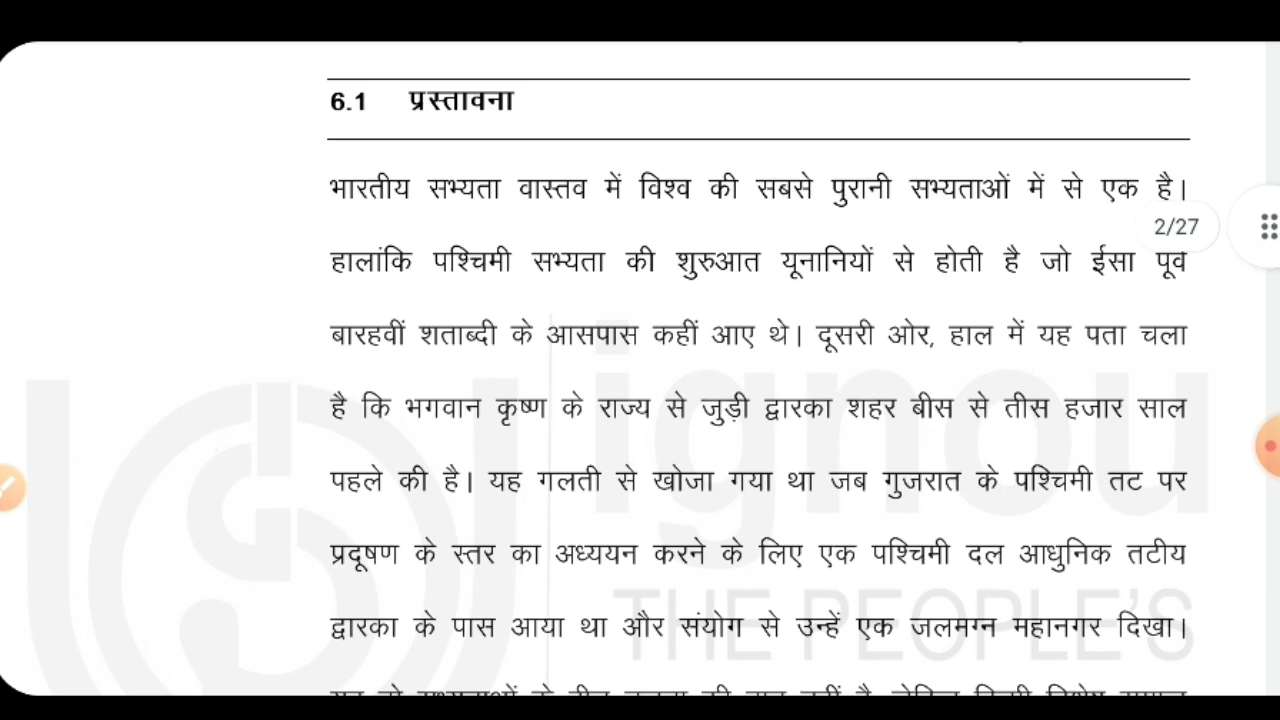 6.1 प्रस्तावना
भारतीय सभ्यता वास्तव में विश्व की सबसे पुरानी सभ्यताओं में से एक है।
2/27
हालांकि पश्चिमी सभ्यता की शुरुआत यूनानियों से होती है जो ईसा पूर्व
बारहवीं शताब्दी के आसपास कहीं आए थे। दूसरी ओर, हाल में यह पता चला
है कि भगवान कृष्ण के राज्य से जुड़ी द्वारका शहर बीस से तीस हजार साल
पहले की है। यह गलती से खोजा गया था जब गुजरात के पश्चिमी तट पर
प्रदूषण के स्तर का अध्ययन करने के लिए एक पश्चिमी दल आधुनिक तटीय
द्वारका के पास आया था और संयोग से उन्हें एक जलमग्न महानगर दिखा।
ignou
THE PEOPLE'S